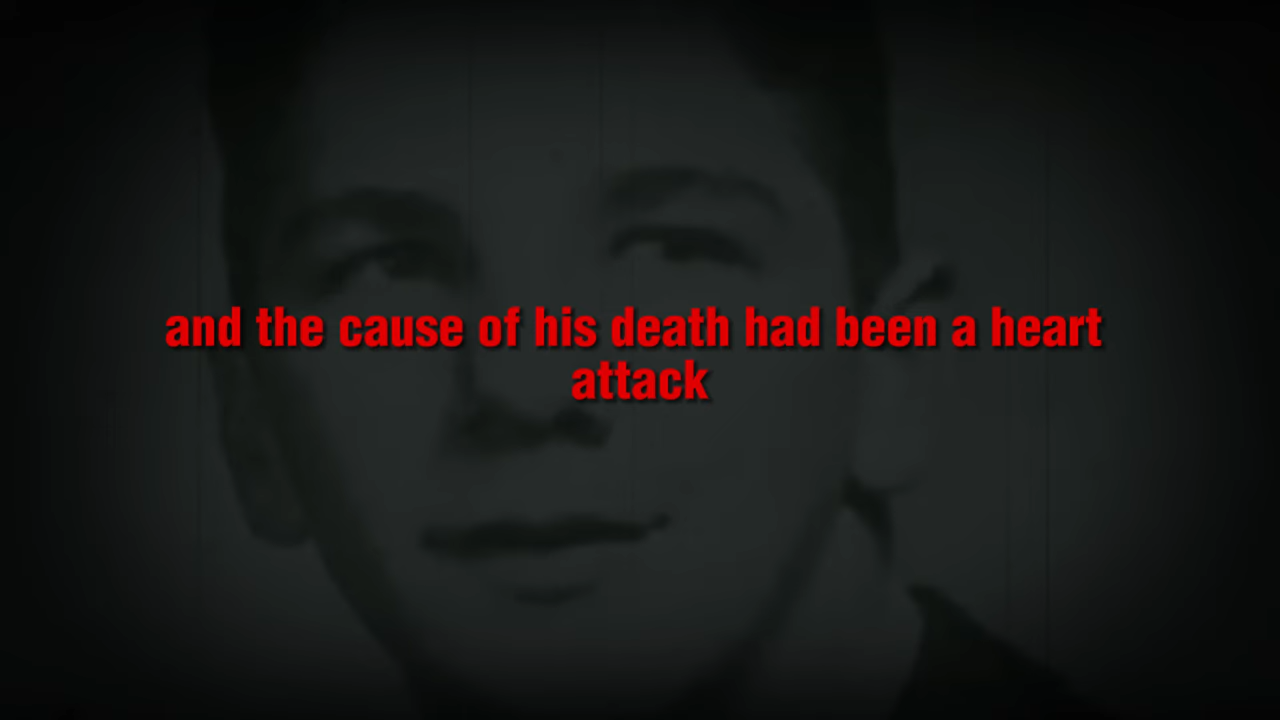 and the cause of his death had been a heart
attack